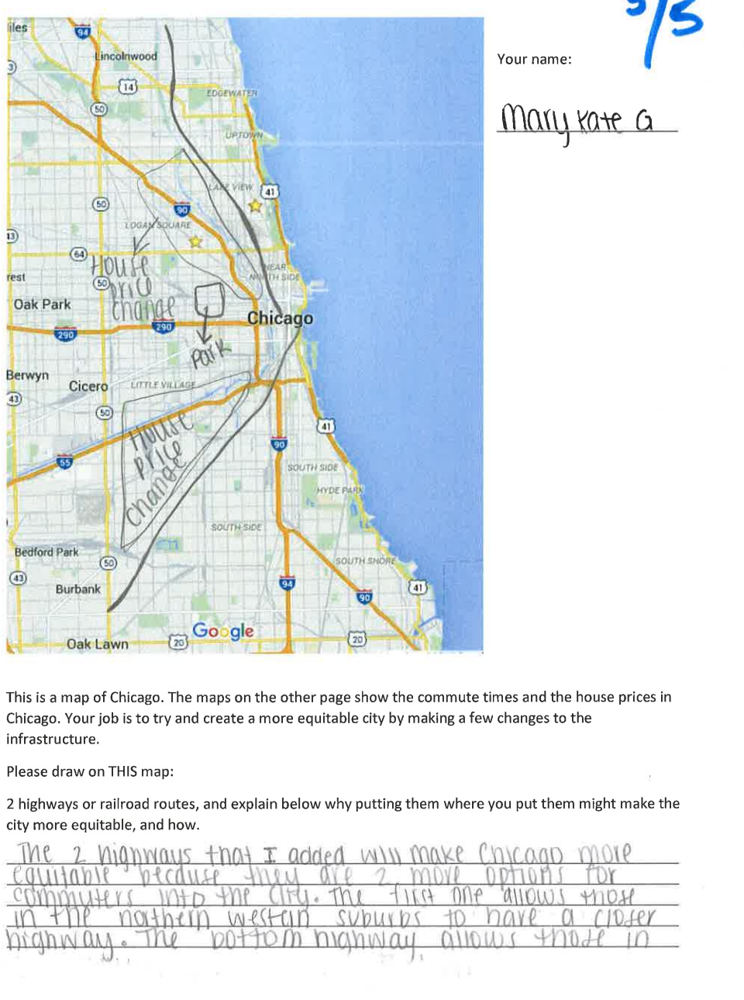 5/5
Your name:
Mary Kate G
iles
94
Lincolnwood
3)
14
EDGEWATER
50
UPTOWN
LAKE VIEW
41
50
90
LOGAN SQUARE
13)
64
House
price
change
rest
50
NEAR
NORTH SIDE
Oak Park
Chicago
290
290
Park
Berwyn
Cicero
LITTLE VILLAGE
43
50
41
House
price
change
90
55
SOUTH SIDE
HYDE PARK
SOUTH SIDE
Bedford Park
50
SOUTH SHORE
43
94
41
Burbank
90
Google
Oak Lawn
20
20
This is a map of Chicago. The maps on the other page show the commute times and the house prices in
Chicago. Your job is to try and create a more equitable city by making a few changes to the
infrastructure.
Please draw on THIS map:
2 highways or railroad routes, and explain below why putting them where you put them might make the
city more equitable, and how.
The 2 highways that I added will make Chicago more
equitable because they are 2 more options for
commuters into the city. The first one allows those
in the northern western suburbs to have a closer
highway. The bottom highway allows those in